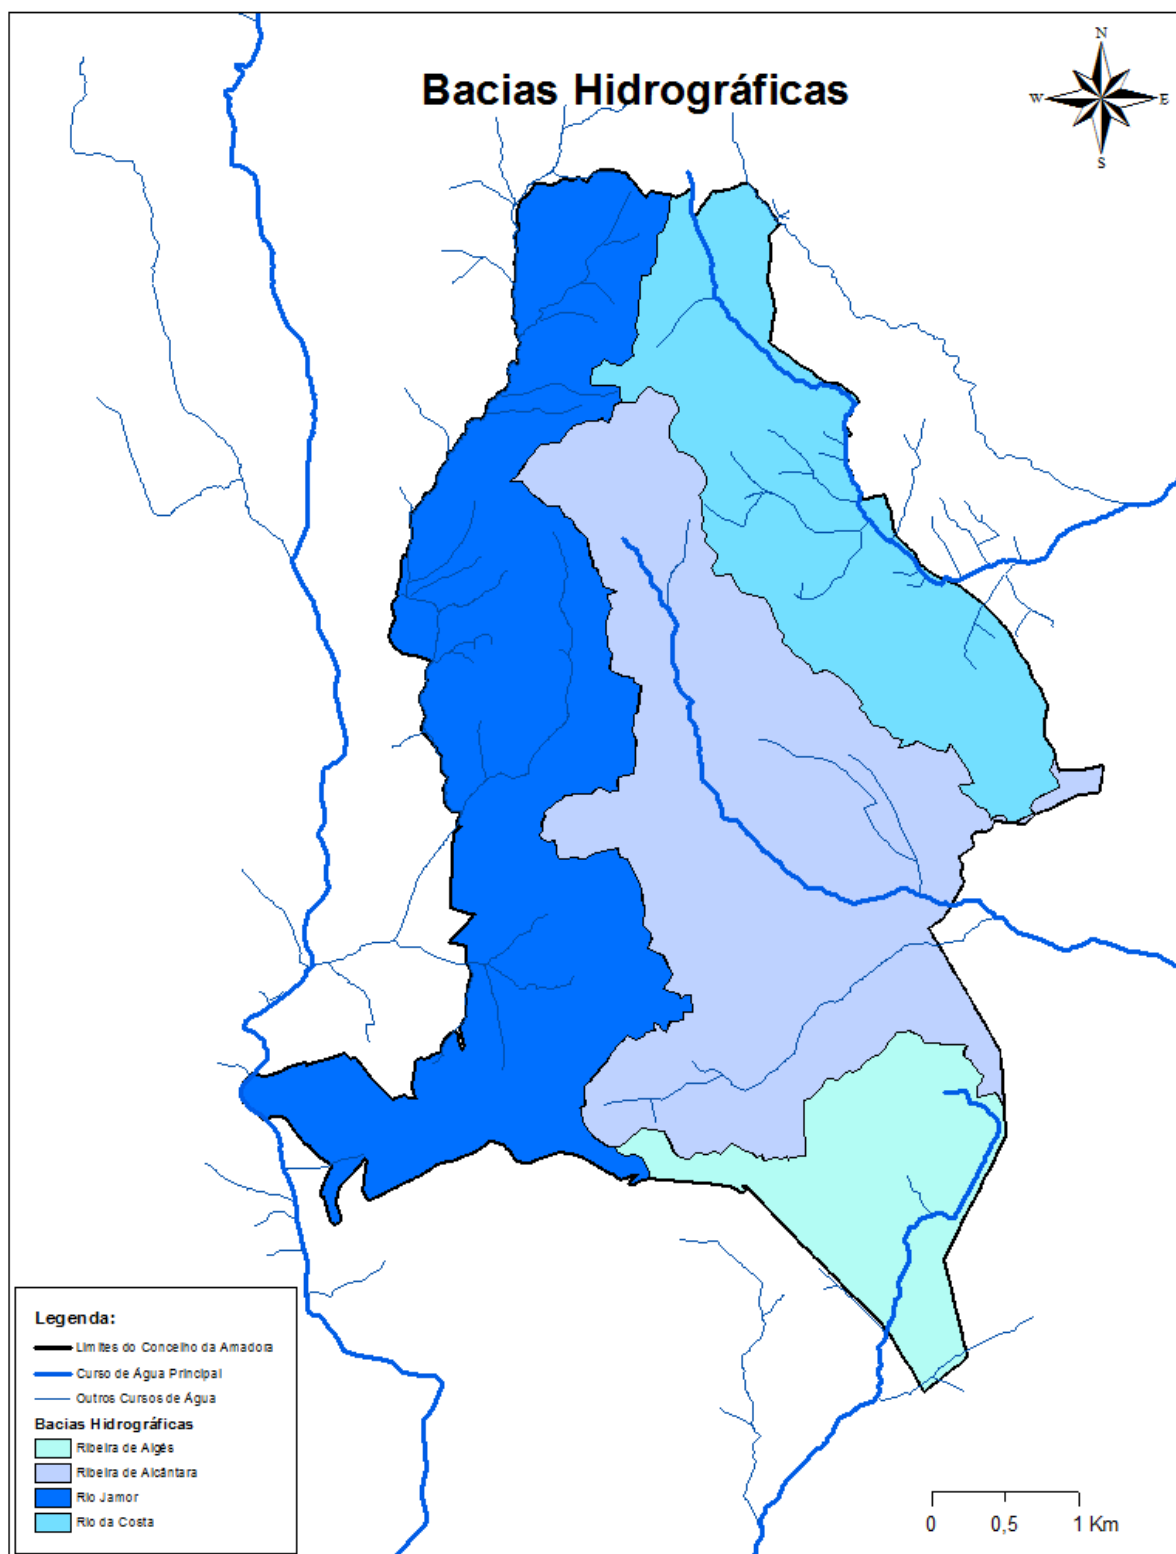 Bacias Hidrográficas
N
W
E
S
Legenda:
Limites do Concelho da Amadora
Curso de Água Principal
Outros Cursos de Água
Bacias Hidrográficas
Ribeira de Algés
Ribeira de Alcântara
Rio Jamor
Rio da Costa
0 0,5 1 Km